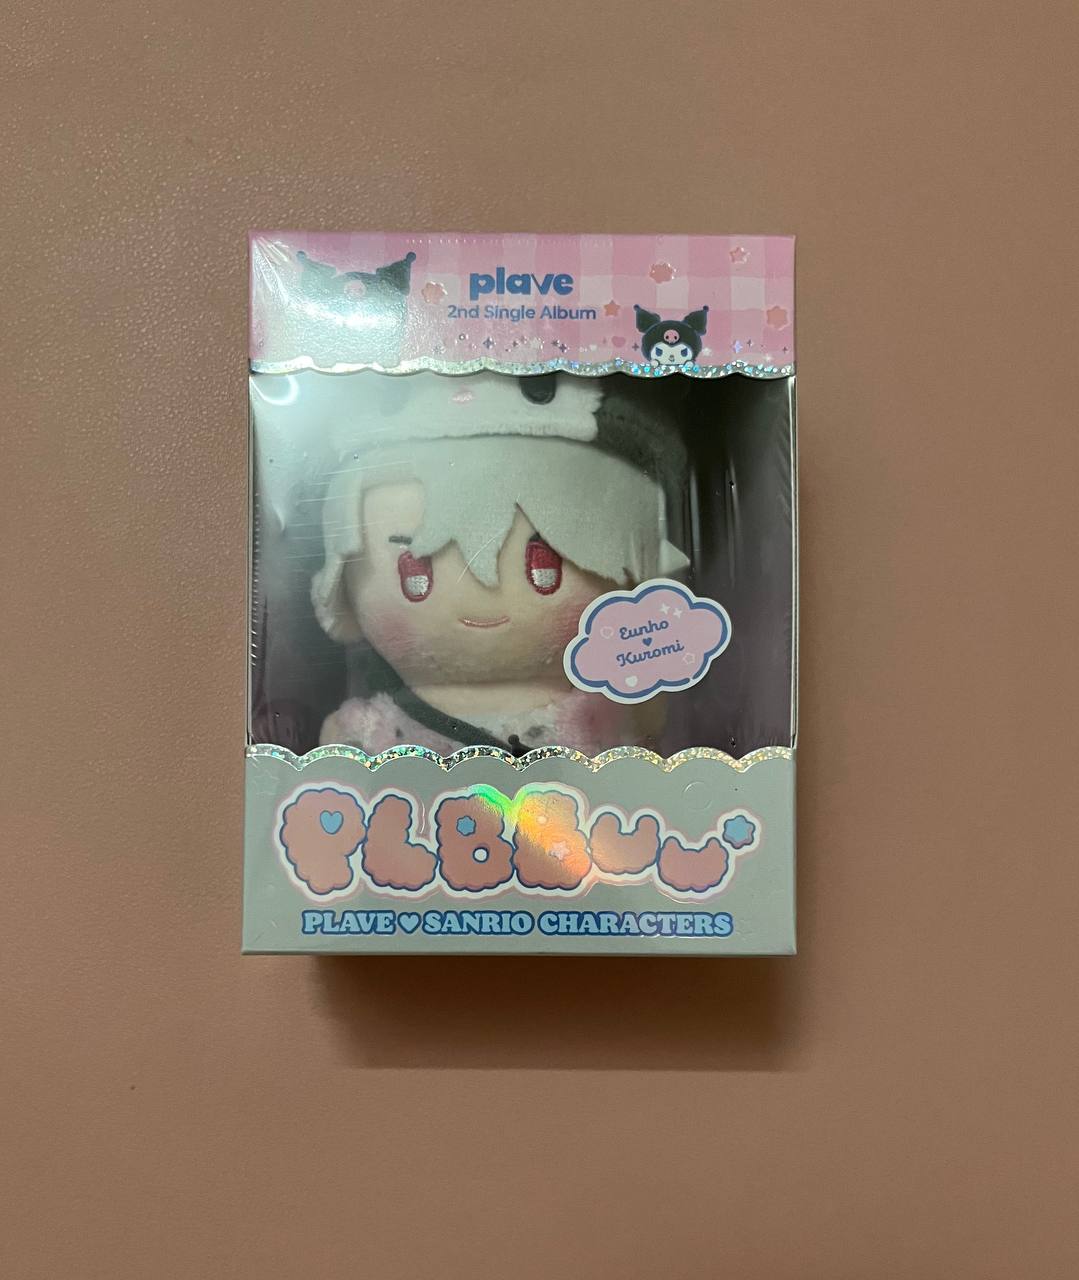 plave
2nd Single Album
Eunho
Kuromi
PLBBUU
PLAVE ♥ SANRIO CHARACTERS